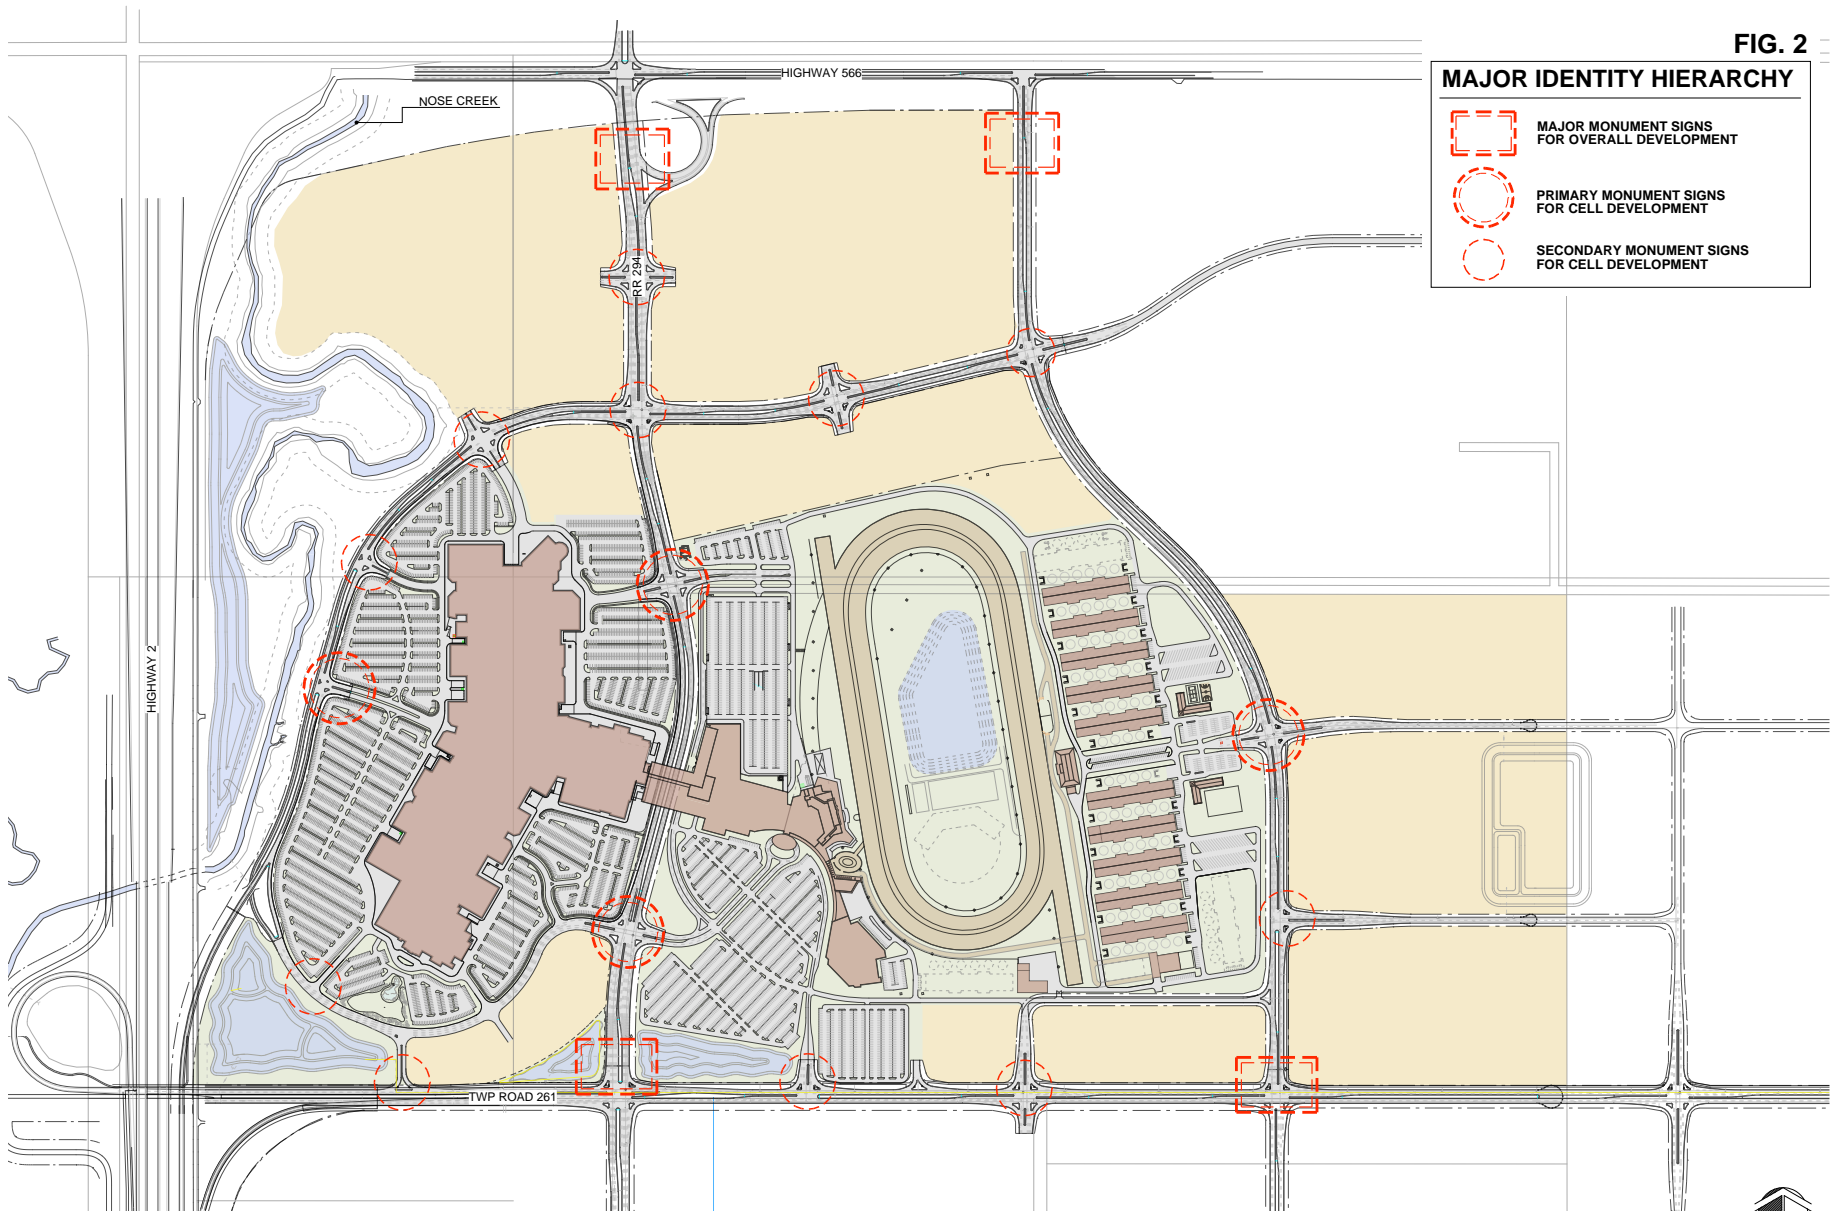 FIG. 2
MAJOR IDENTITY HIERARCHY
MAJOR MONUMENT SIGNS
FOR OVERALL DEVELOPMENT
PRIMARY MONUMENT SIGNS
FOR CELL DEVELOPMENT
SECONDARY MONUMENT SIGNS
FOR CELL DEVELOPMENT
HIGHWAY 566
NOSE CREEK
RR 294
HIGHWAY 2
TWP ROAD 261